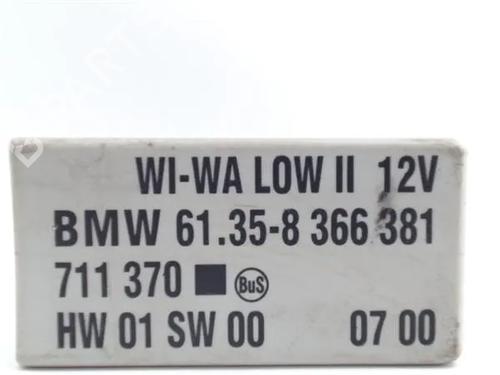 WI-WA LOW II 12V
BMW 61.35-8 366 381
711 370 ■ BuS
HW 01 SW 00 07 00